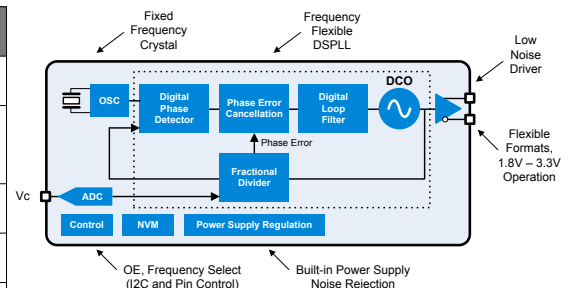 Fixed
Frequency
Crystal
Frequency
Flexible
DSPLL
Low
Noise
Driver
OSC
Digital
Phase
Detector
Phase Error
Cancellation
Digital
Loop
Filter
DCO
Phase Error
Fractional
Divider
Flexible
Formats,
1.8V – 3.3V
Operation
Vc
ADC
Control
NVM
Power Supply Regulation
OE, Frequency Select
(I2C and Pin Control)
Built-in Power Supply
Noise Rejection